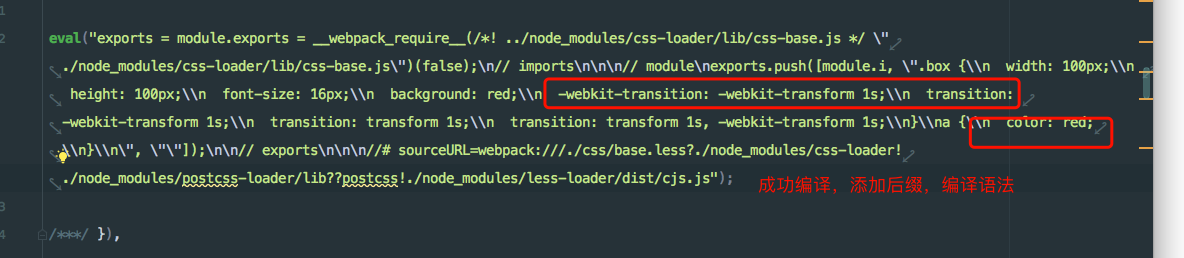 1
2 eval("exports = module.exports = __webpack_require__(/*! ../node_modules/css-loader/lib/css-base.js */ \"
./node_modules/css-loader/lib/css-base.js\")(false);\n// imports\n\n\n// module\nexports.push([module.i, \".box {\\n  width: 100px;\\n
height: 100px;\\n  font-size: 16px;\\n  background: red;\\n  -webkit-transition: -webkit-transform 1s;\\n  transition:
-webkit-transform 1s;\\n  transition: transform 1s;\\n  transition: transform 1s, -webkit-transform 1s;\\n}\\na {\\n  color: red;
\\n}\\n\", \"\"]);\n\n// exports\n\n\n//# sourceURL=webpack:///./css/base.less?./node_modules/css-loader!
./node_modules/postcss-loader/lib??postcss!./node_modules/less-loader/dist/cjs.js");
成功编译，添加后缀，编译语法
3
4 /***/ }),